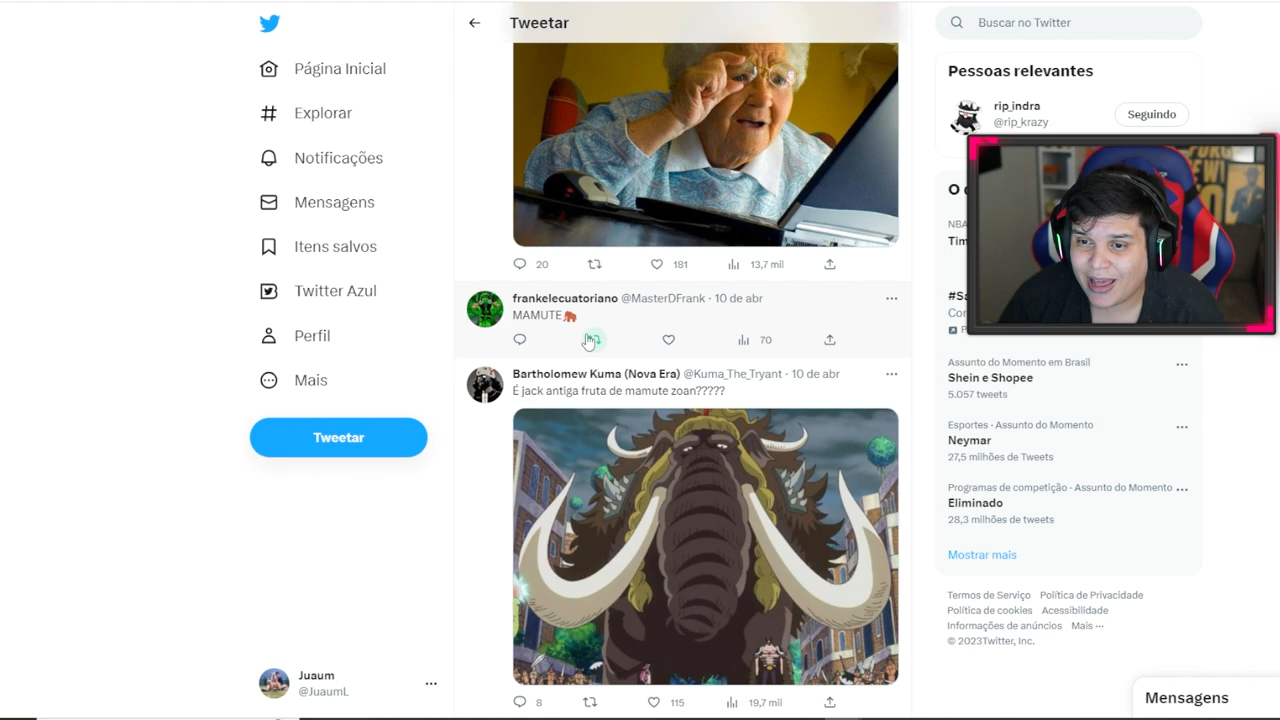 Tweetar
Buscar no Twitter
Página Inicial
Explorar
Notificações
Mensagens
Itens salvos
Twitter Azul
Perfil
Mais
Tweetar
Juaum
@JuaumL
20
181
13,7 mil
frankelecuatoriano @MasterDFrank · 10 de abr
MAMUTE🦣
70
Bartholomew Kuma (Nova Era) @Kuma_The_Tryant · 10 de abr
É jack antiga fruta de mamute zoan?????
8
115
19,7 mil
Pessoas relevantes
rip_indra
@rip_krazy
Seguindo
NBA
Assunto do Momento em Brasil
Shein e Shopee
5.057 tweets
Esportes · Assunto do Momento
Neymar
27,5 milhões de Tweets
Programas de competição · Assunto do Momento
Eliminado
28,3 milhões de tweets
Mostrar mais
Termos de Serviço Política de Privacidade
Política de cookies Acessibilidade
Informações de anúncios Mais ···
© 2023Twitter, Inc.
Mensagens